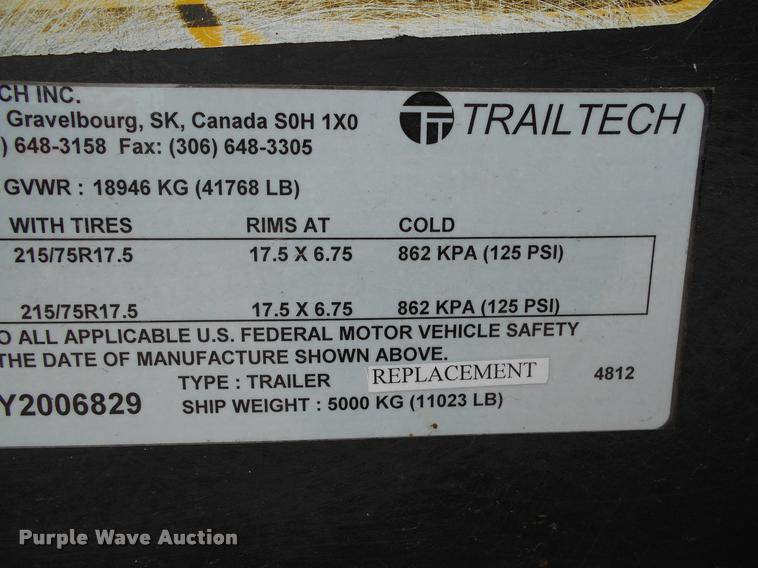 CH INC.
Gravelbourg, SK, Canada S0H 1X0
) 648-3158 Fax: (306) 648-3305
TRAILTECH
GVWR : 18946 KG (41768 LB)
WITH TIRES RIMS AT COLD
215/75R17.5 17.5 X 6.75 862 KPA (125 PSI)
215/75R17.5 17.5 X 6.75 862 KPA (125 PSI)
O ALL APPLICABLE U.S. FEDERAL MOTOR VEHICLE SAFETY
THE DATE OF MANUFACTURE SHOWN ABOVE.
TYPE : TRAILER REPLACEMENT 4812
Y2006829 SHIP WEIGHT : 5000 KG (11023 LB)
Purple Wave Auction